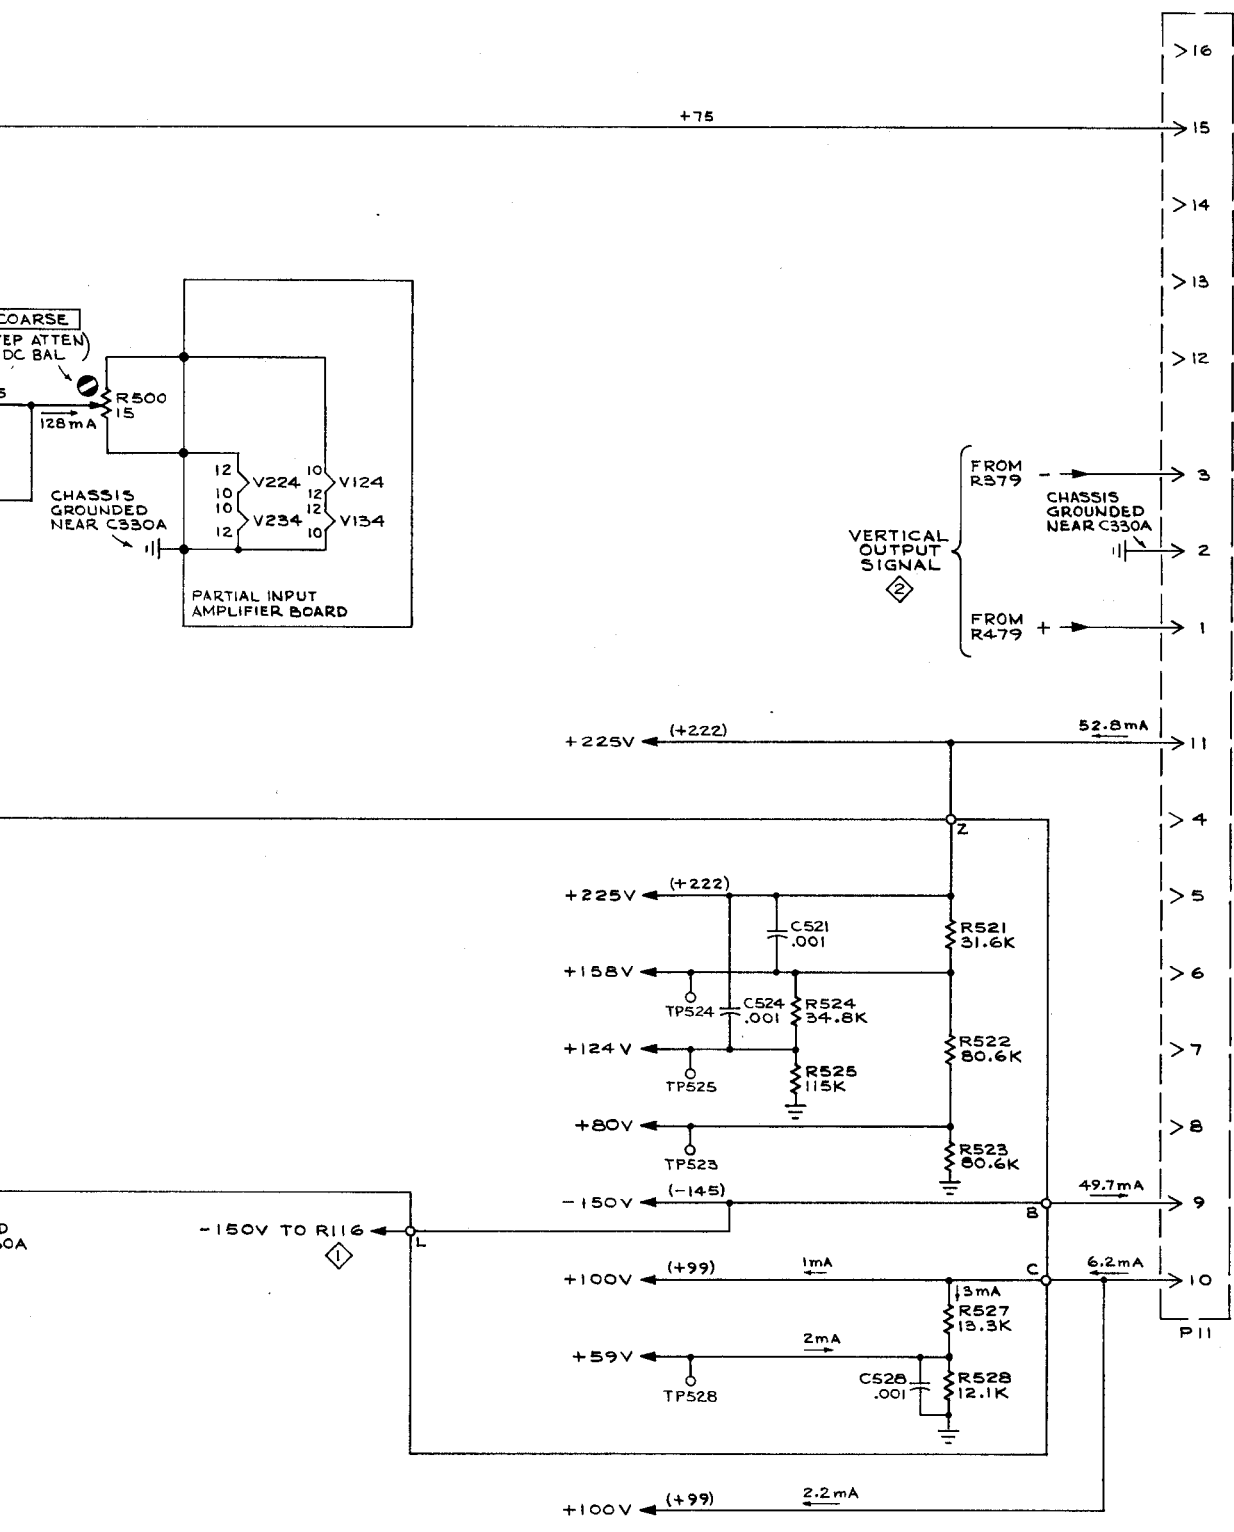 16
+75
15
14
13
COARSE
EP ATTEN)
DC BAL
12
R500
15
128mA
12
10
V224
10
12
V234
10
12
V124
12
10
V134
CHASSIS
GROUNDED
NEAR C330A
PARTIAL INPUT
AMPLIFIER BOARD
VERTICAL
OUTPUT
SIGNAL
2
FROM
R379
-
3
CHASSIS
GROUNDED
NEAR C330A
2
FROM
R479
+
1
+225V
(+222)
52.8mA
11
Z
4
+225V
(+222)
5
C521
.001
R521
31.6K
+158V
6
TP524
C524
.001
R524
34.8K
+124V
R522
80.6K
7
TP525
R525
115K
+80V
8
TP523
R523
80.6K
-150V
(-145)
B
49.7mA
9
-150V TO R116
1
L
D
0A
+100V
(+99)
1mA
C
6.2mA
10
3mA
R527
13.3K
P11
+59V
2mA
TP528
C528
.001
R528
12.1K
+100V
(+99)
2.2mA